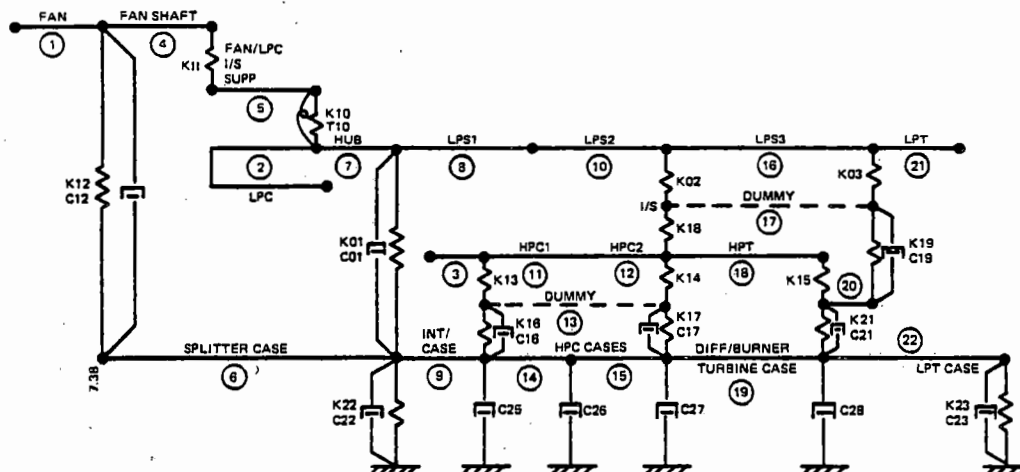 FAN
FAN SHAFT
1
4
K11
FAN/LPC
I/S
SUPP
5
K10
T10
HUB
LPS1
LPS2
LPS3
LPT
2
7
8
10
16
21
LPC
K12
C12
K02
K03
I/S
DUMMY
17
K18
K01
C01
K19
C19
HPC1
HPC2
HPT
3
K13
11
12
K14
18
K15
20
DUMMY
13
K16
C16
K17
C17
K21
C21
7.38
SPLITTER CASE
INT/
CASE
HPC CASES
DIFF/BURNER
TURBINE CASE
22
LPT CASE
6
9
14
15
19
K22
C22
C25
C26
C27
C28
K23
C23